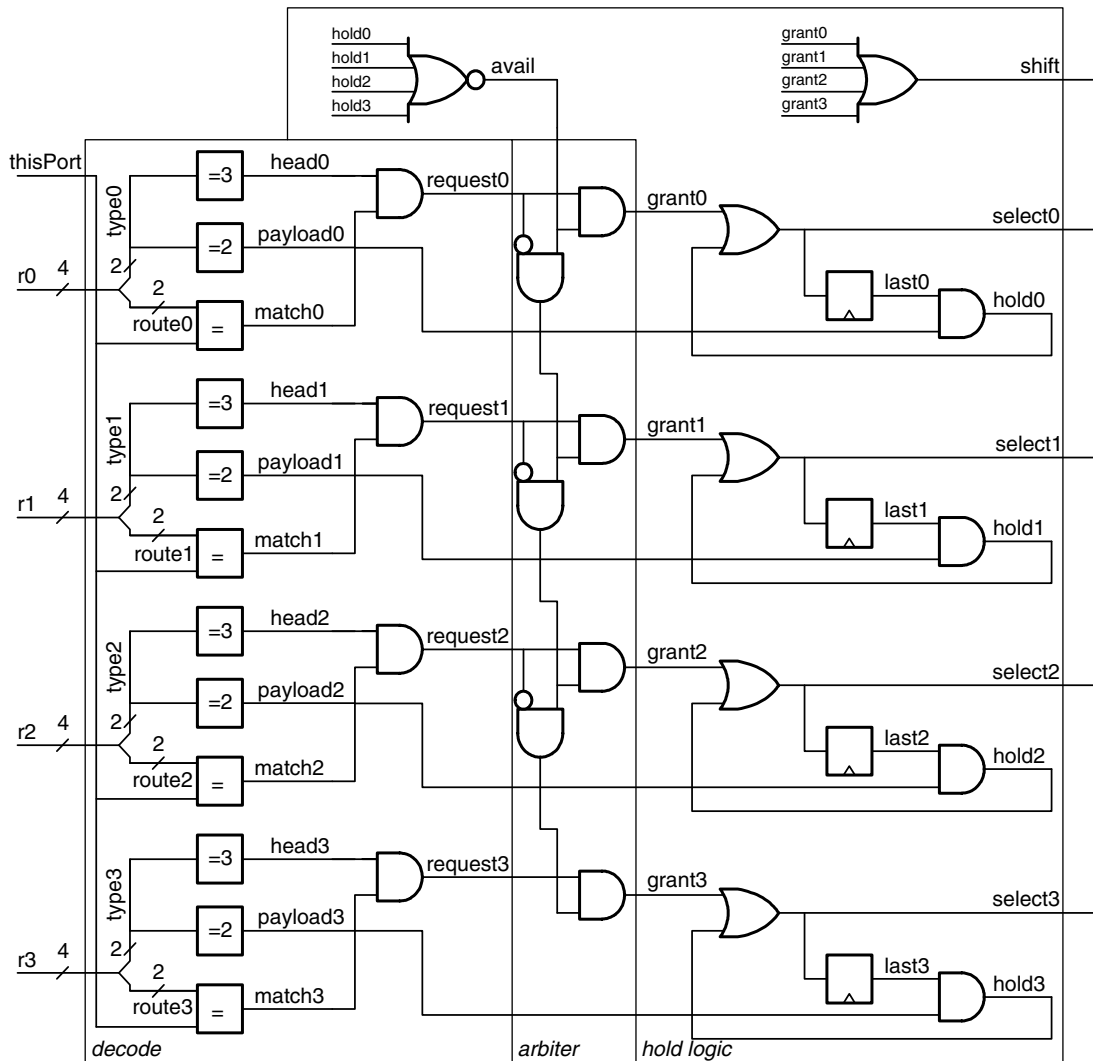 hold0
hold1
hold2
hold3
avail
grant0
grant1
grant2
grant3
shift
thisPort
type0
=3
head0
request0
grant0
select0
=2
payload0
r0
4
2
2
route0
=
match0
last0
hold0
type1
=3
head1
request1
grant1
select1
=2
payload1
r1
4
2
2
route1
=
match1
last1
hold1
type2
=3
head2
request2
grant2
select2
=2
payload2
r2
4
2
2
route2
=
match2
last2
hold2
type3
=3
head3
request3
grant3
select3
=2
payload3
r3
4
2
2
route3
=
match3
last3
hold3
decode
arbiter
hold logic